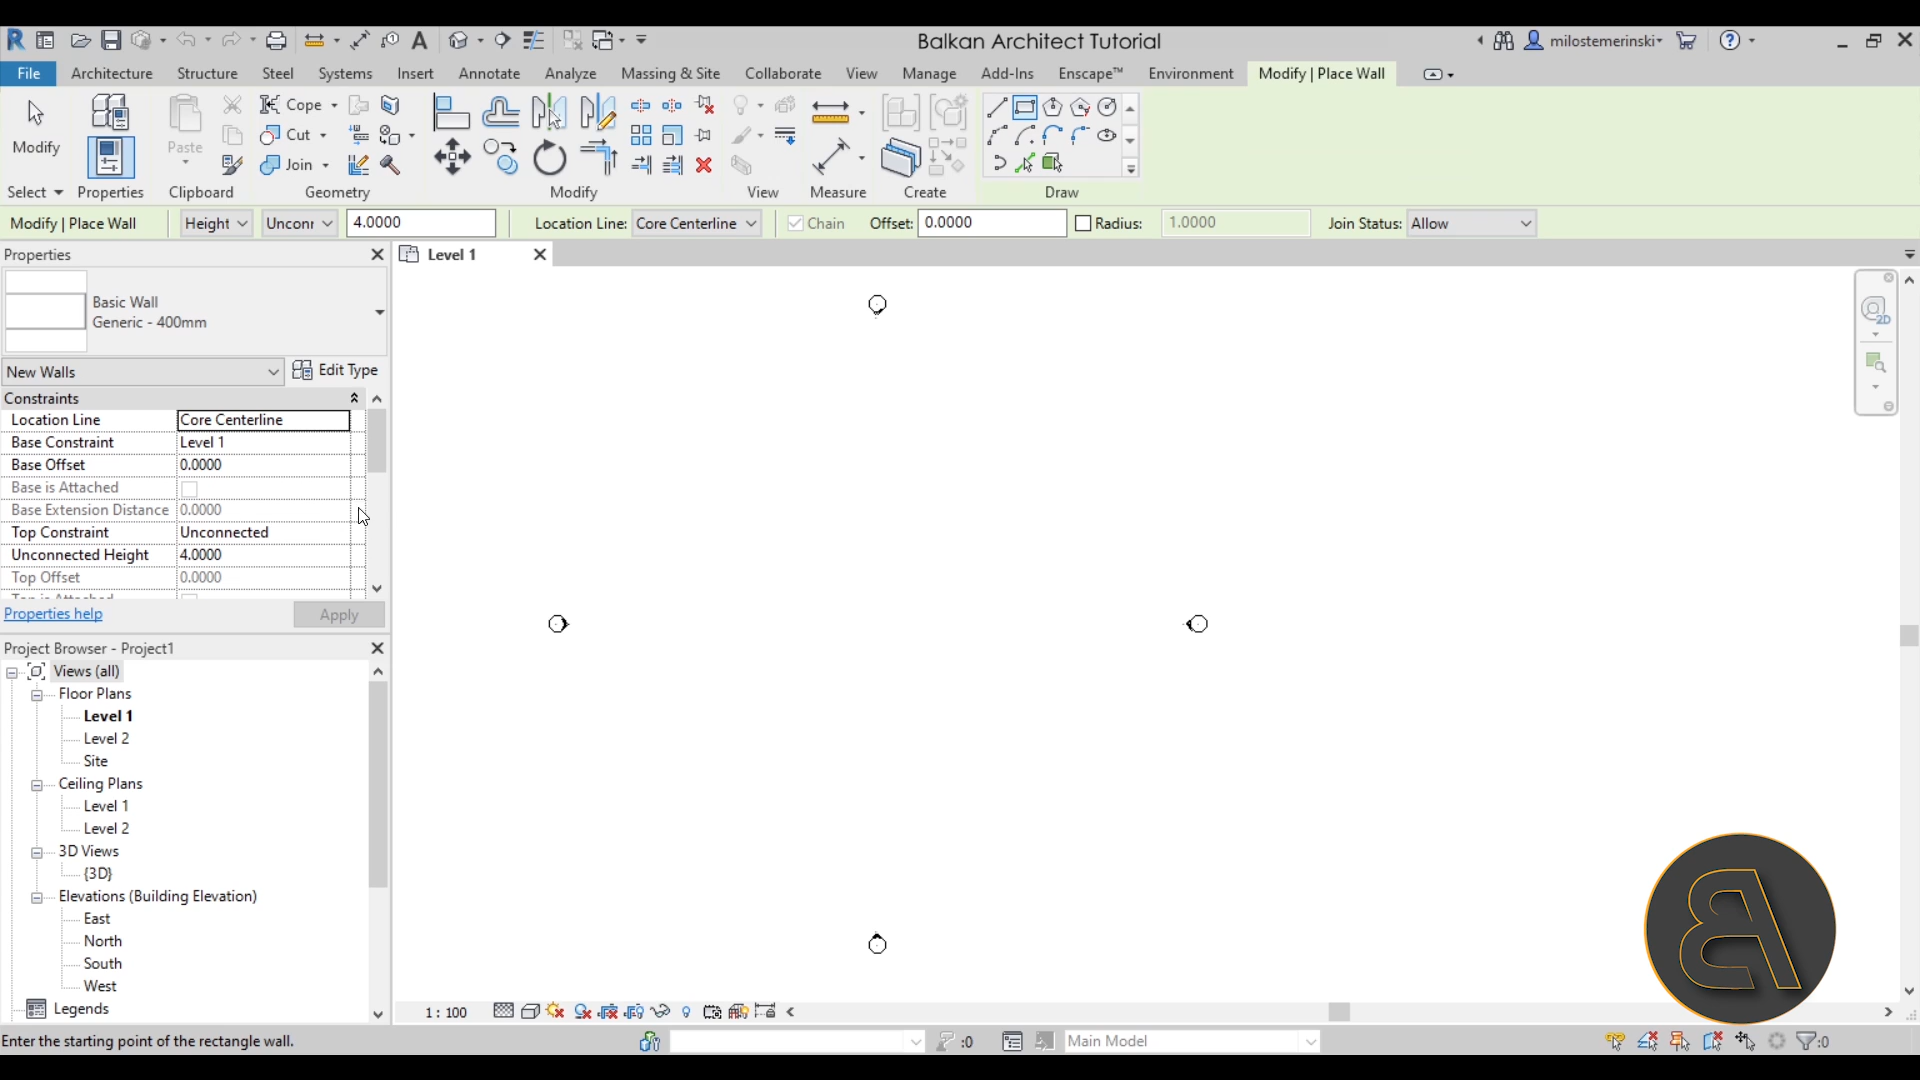 Balkan Architect Tutorial
milostemerinski
File Architecture Structure Steel Systems Insert Annotate Analyze Massing & Site Collaborate View Manage Add-Ins Enscape™ Environment Modify | Place Wall
Modify
Paste
Cope
Cut
Join
Select Properties Clipboard Geometry Modify View Measure Create Draw
Modify | Place Wall Height Unconr 4.0000 Location Line: Core Centerline Chain Offset: 0.0000 Radius: 1.0000 Join Status: Allow
Properties
Level 1
2D
Basic Wall
Generic - 400mm
New Walls Edit Type
Constraints
Location Line Core Centerline
Base Constraint Level 1
Base Offset 0.0000
Base is Attached
Base Extension Distance 0.0000
Top Constraint Unconnected
Unconnected Height 4.0000
Top Offset 0.0000
Top is Attached
Properties help Apply
Project Browser - Project1
Views (all)
Floor Plans
Level 1
Level 2
Site
Ceiling Plans
Level 1
Level 2
3D Views
{3D}
Elevations (Building Elevation)
East
North
South
West
Legends
1 : 100
Enter the starting point of the rectangle wall. :0 Main Model :0